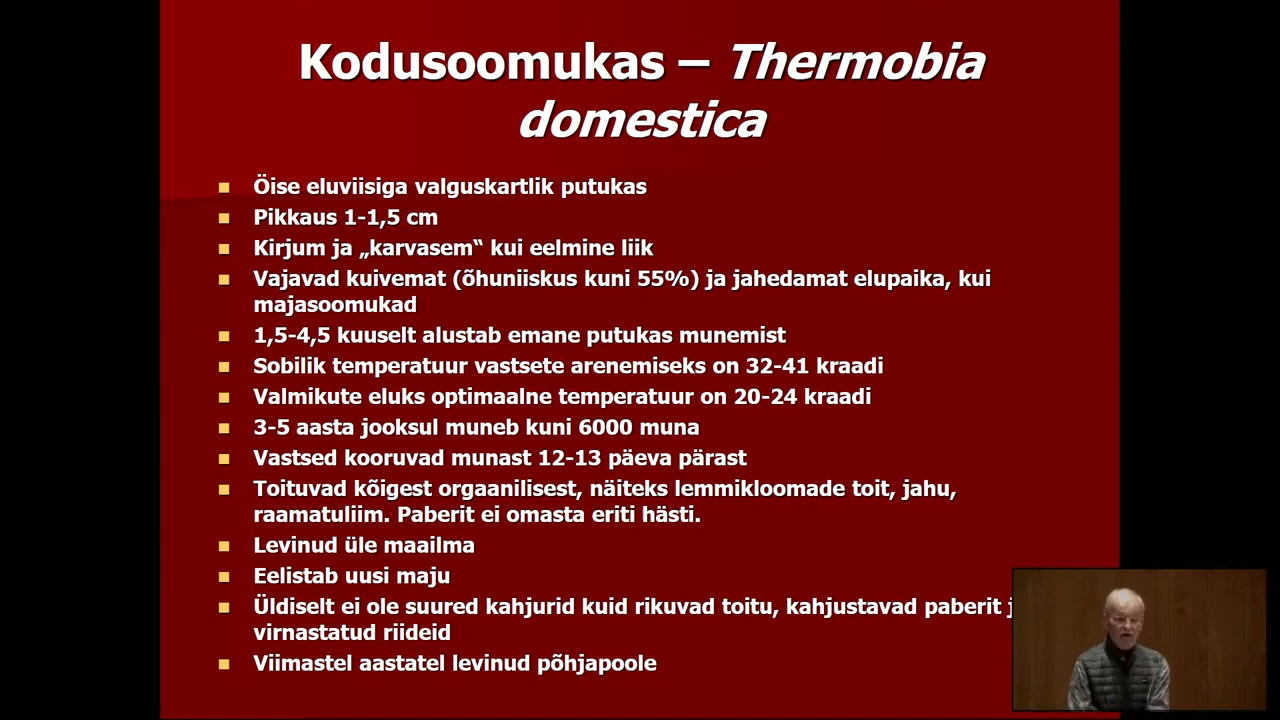 Kodusoomukas – Thermobia
domestica
Öise eluviisiga valguskartlik putukas
Pikkaus 1-1,5 cm
Kirjum ja „karvasem“ kui eelmine liik
Vajavad kuivemat (õhuniiskus kuni 55%) ja jahedamat elupaika, kui
majasoomukad
1,5-4,5 kuuselt alustab emane putukas munemist
Sobilik temperatuur vastsete arenemiseks on 32-41 kraadi
Valmikute eluks optimaalne temperatuur on 20-24 kraadi
3-5 aasta jooksul muneb kuni 6000 muna
Vastsed kooruvad munast 12-13 päeva pärast
Toituvad kõigest orgaanilisest, näiteks lemmikloomade toit, jahu,
raamatuliim. Paberit ei omasta eriti hästi.
Levinud üle maailma
Eelistab uusi maju
Üldiselt ei ole suured kahjurid kuid rikuvad toitu, kahjustavad paberit
virnastatud riideid
Viimastel aastatel levinud põhjapoole